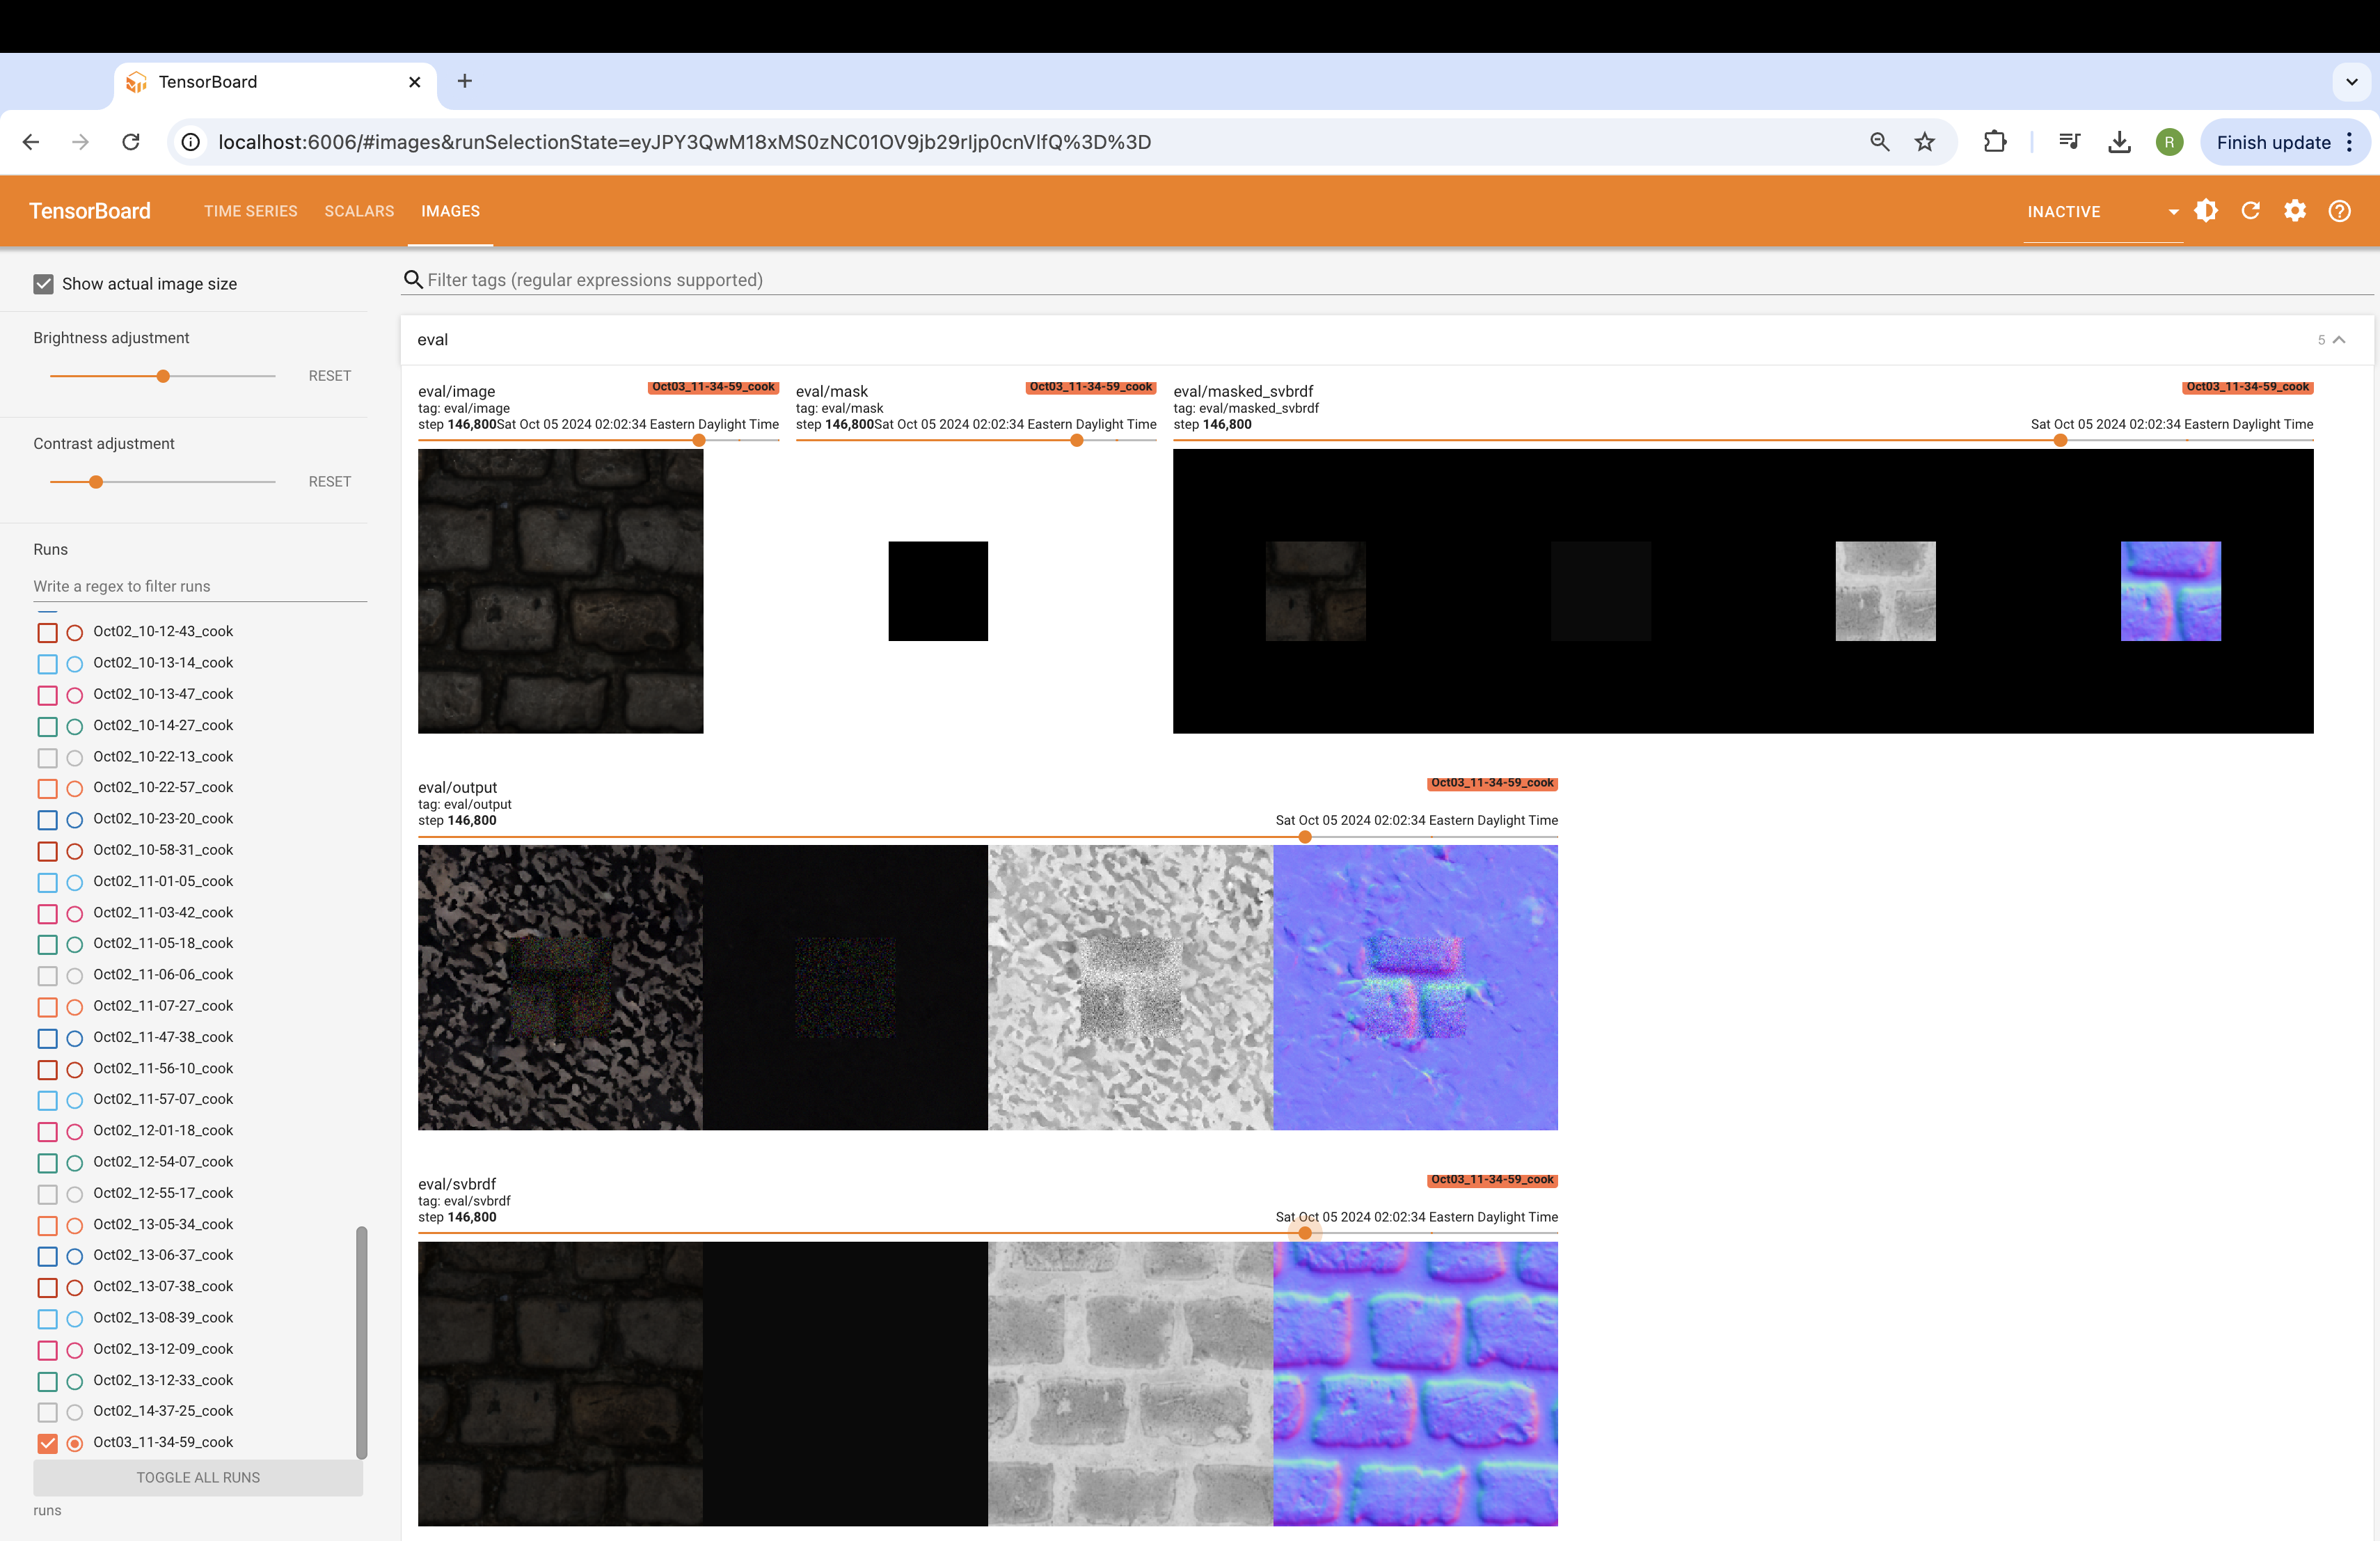 TensorBoard
localhost:6006/#images&runSelectionState=eyJPY3QwM18xMS0zNC01OV9jb29rIjp0cnVlfQ%3D%3D
R
Finish update
TensorBoard
TIME SERIES
SCALARS
IMAGES
INACTIVE
Show actual image size
Brightness adjustment
RESET
Contrast adjustment
RESET
Runs
Write a regex to filter runs
Oct02_10-12-43_cook
Oct02_10-13-14_cook
Oct02_10-13-47_cook
Oct02_10-14-27_cook
Oct02_10-22-13_cook
Oct02_10-22-57_cook
Oct02_10-23-20_cook
Oct02_10-58-31_cook
Oct02_11-01-05_cook
Oct02_11-03-42_cook
Oct02_11-05-18_cook
Oct02_11-06-06_cook
Oct02_11-07-27_cook
Oct02_11-47-38_cook
Oct02_11-56-10_cook
Oct02_11-57-07_cook
Oct02_12-01-18_cook
Oct02_12-54-07_cook
Oct02_12-55-17_cook
Oct02_13-05-34_cook
Oct02_13-06-37_cook
Oct02_13-07-38_cook
Oct02_13-08-39_cook
Oct02_13-12-09_cook
Oct02_13-12-33_cook
Oct02_14-37-25_cook
Oct03_11-34-59_cook
TOGGLE ALL RUNS
runs
Filter tags (regular expressions supported)
eval
5
eval/image
Oct03_11-34-59_cook
tag: eval/image
step 146,800Sat Oct 05 2024 02:02:34 Eastern Daylight Time
eval/mask
Oct03_11-34-59_cook
tag: eval/mask
step 146,800Sat Oct 05 2024 02:02:34 Eastern Daylight Time
eval/masked_svbrdf
Oct03_11-34-59_cook
tag: eval/masked_svbrdf
step 146,800
Sat Oct 05 2024 02:02:34 Eastern Daylight Time
eval/output
Oct03_11-34-59_cook
tag: eval/output
step 146,800
Sat Oct 05 2024 02:02:34 Eastern Daylight Time
eval/svbrdf
Oct03_11-34-59_cook
tag: eval/svbrdf
step 146,800
Sat Oct 05 2024 02:02:34 Eastern Daylight Time